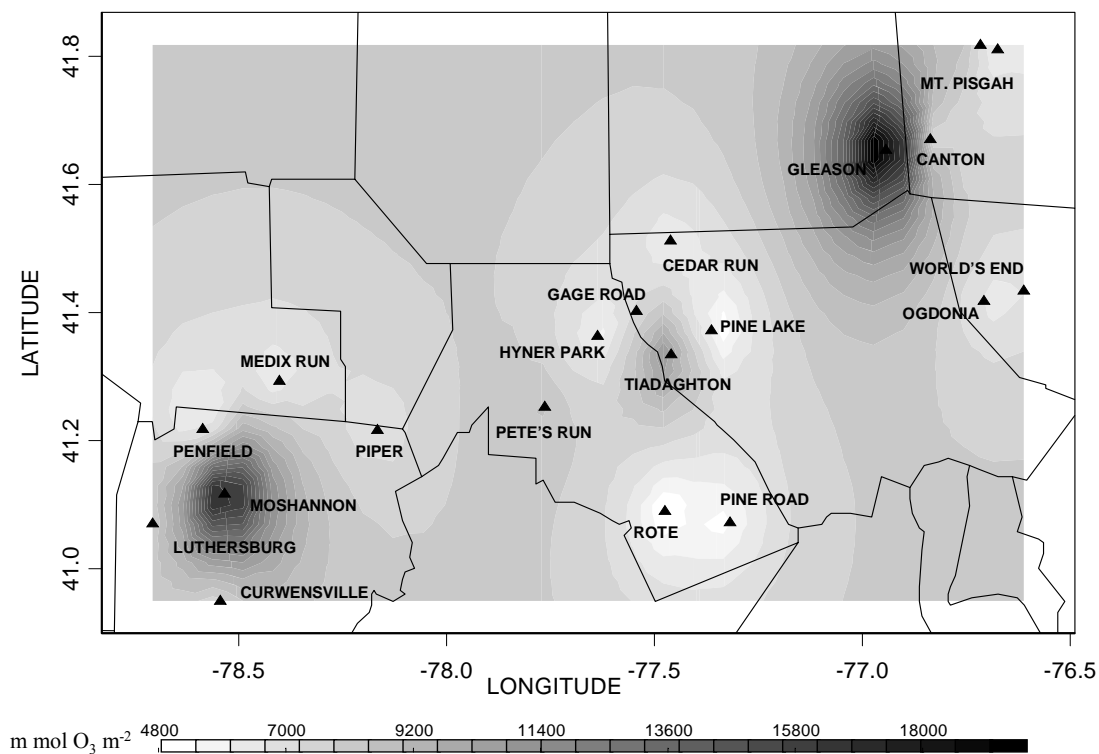 41.8
MT. PISGAH
GLEASON
CANTON
41.6
WORLD'S END
CEDAR RUN
GAGE ROAD
OGDONIA
41.4
PINE LAKE
HYNER PARK
LATITUDE
MEDIX RUN
TIADAGHTON
41.2
PETE'S RUN
PENFIELD
PIPER
PINE ROAD
MOSHANNON
ROTE
LUTHERSBURG
41.0
CURWENSVILLE
-78.5 -78.0 -77.5 -77.0 -76.5
LONGITUDE
4800 7000 9200 11400 13600 15800 18000
m mol O₃ m⁻²